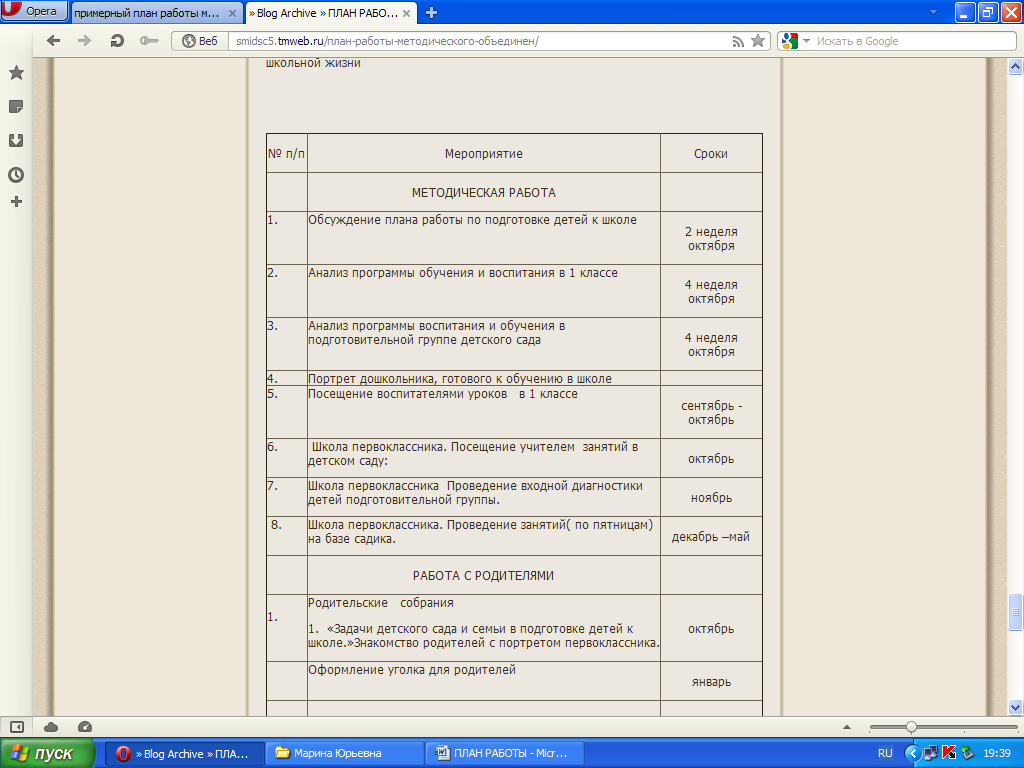 Opera
примерный план работы м...
» Blog Archive » ПЛАН РАБО...
Веб
smidsc5.tmweb.ru/план-работы-методического-объединен/
Искать в Google
школьной жизни
№ п/п
Мероприятие
Сроки
МЕТОДИЧЕСКАЯ РАБОТА
1.
Обсуждение плана работы по подготовке детей к школе
2 неделя
октября
2.
Анализ программы обучения и воспитания в 1 классе
4 неделя
октября
3.
Анализ программы воспитания и обучения в
подготовительной группе детского сада
4 неделя
октября
4.
Портрет дошкольника, готового к обучению в школе
5.
Посещение воспитателями уроков в 1 классе
сентябрь -
октябрь
6.
Школа первоклассника. Посещение учителем занятий в
детском саду:
октябрь
7.
Школа первоклассника Проведение входной диагностики
детей подготовительной группы.
ноябрь
8.
Школа первоклассника. Проведение занятий( по пятницам)
на базе садика.
декабрь –май
РАБОТА С РОДИТЕЛЯМИ
1.
Родительские собрания
1. «Задачи детского сада и семьи в подготовке детей к
школе.»Знакомство родителей с портретом первоклассника.
октябрь
Оформление уголка для родителей
январь
пуск
» Blog Archive » ПЛА...
Марина Юрьевна
ПЛАН РАБОТЫ - Micr...
RU
19:39